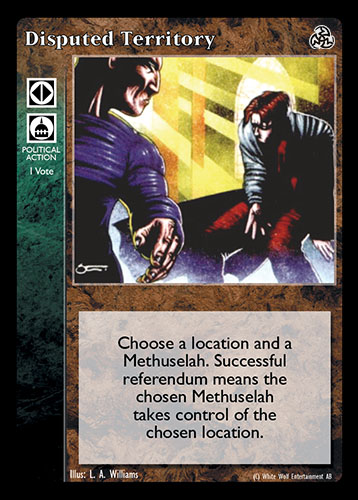 Disputed Territory
POLITICAL
ACTION
1 Vote
Choose a location and a
Methuselah. Successful
referendum means the
chosen Methuselah
takes control of the
chosen location.
Illus: L. A. Williams
(C) White Wolf Entertainment AB